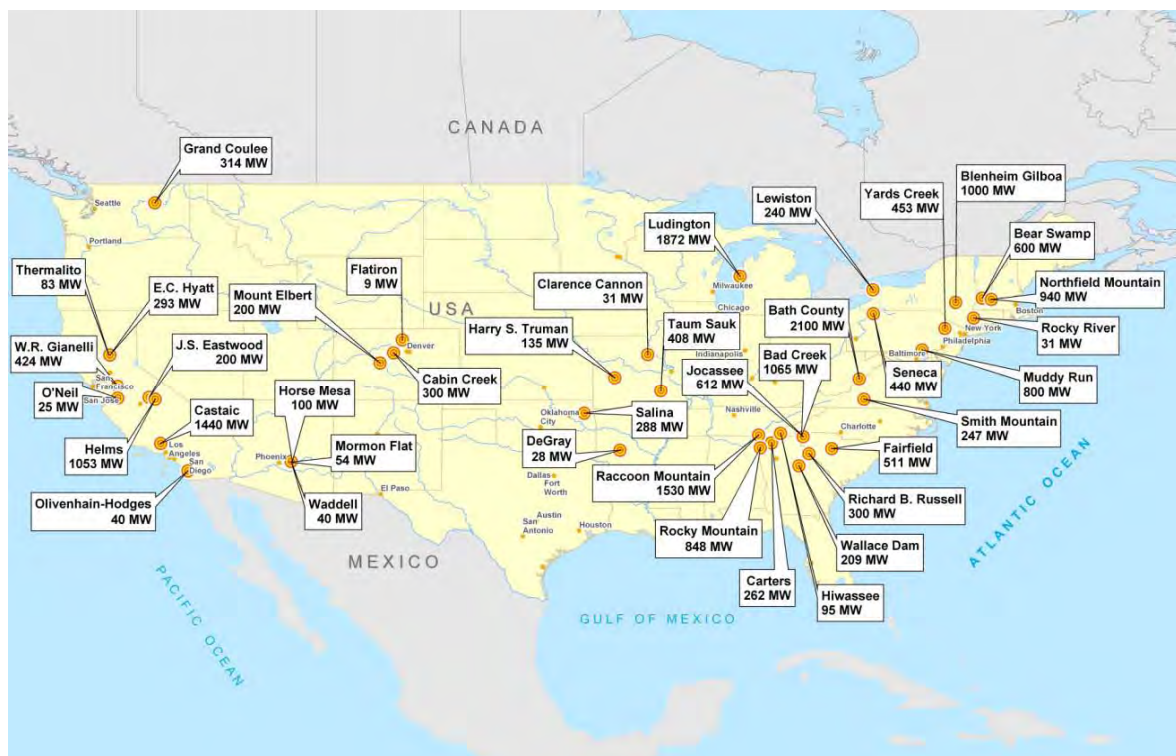 CANADA
Grand Coulee
314 MW
Seattle
Portland
Thermalito
83 MW
E.C. Hyatt
293 MW
Mount Elbert
200 MW
Flatiron
9 MW
USA
Denver
Cabin Creek
300 MW
W.R. Gianelli
424 MW
J.S. Eastwood
200 MW
San
Francisco
San Jose
O'Neil
25 MW
Helms
1053 MW
Castaic
1440 MW
Los
Angeles
San
Diego
Olivenhain-Hodges
40 MW
Horse Mesa
100 MW
Phoenix
Mormon Flat
54 MW
Waddell
40 MW
El Paso
Ludington
1872 MW
Milwaukee
Chicago
Clarence Cannon
31 MW
Harry S. Truman
135 MW
Taum Sauk
408 MW
Indianapolis
Oklahoma
City
Salina
288 MW
DeGray
28 MW
Dallas
Fort
Worth
Austin
San
Antonio
Houston
Lewiston
240 MW
Yards Creek
453 MW
Blenheim Gilboa
1000 MW
Bear Swamp
600 MW
Northfield Mountain
940 MW
Boston
Rocky River
31 MW
New York
Philadelphia
Baltimore
Bath County
2100 MW
Bad Creek
1065 MW
Jocassee
612 MW
Seneca
440 MW
Muddy Run
800 MW
Smith Mountain
247 MW
Nashville
Charlotte
Fairfield
511 MW
Raccoon Mountain
1530 MW
Richard B. Russell
300 MW
Rocky Mountain
848 MW
Wallace Dam
209 MW
Carters
262 MW
Hiwassee
95 MW
MEXICO
PACIFIC OCEAN
GULF OF MEXICO
ATLANTIC OCEAN